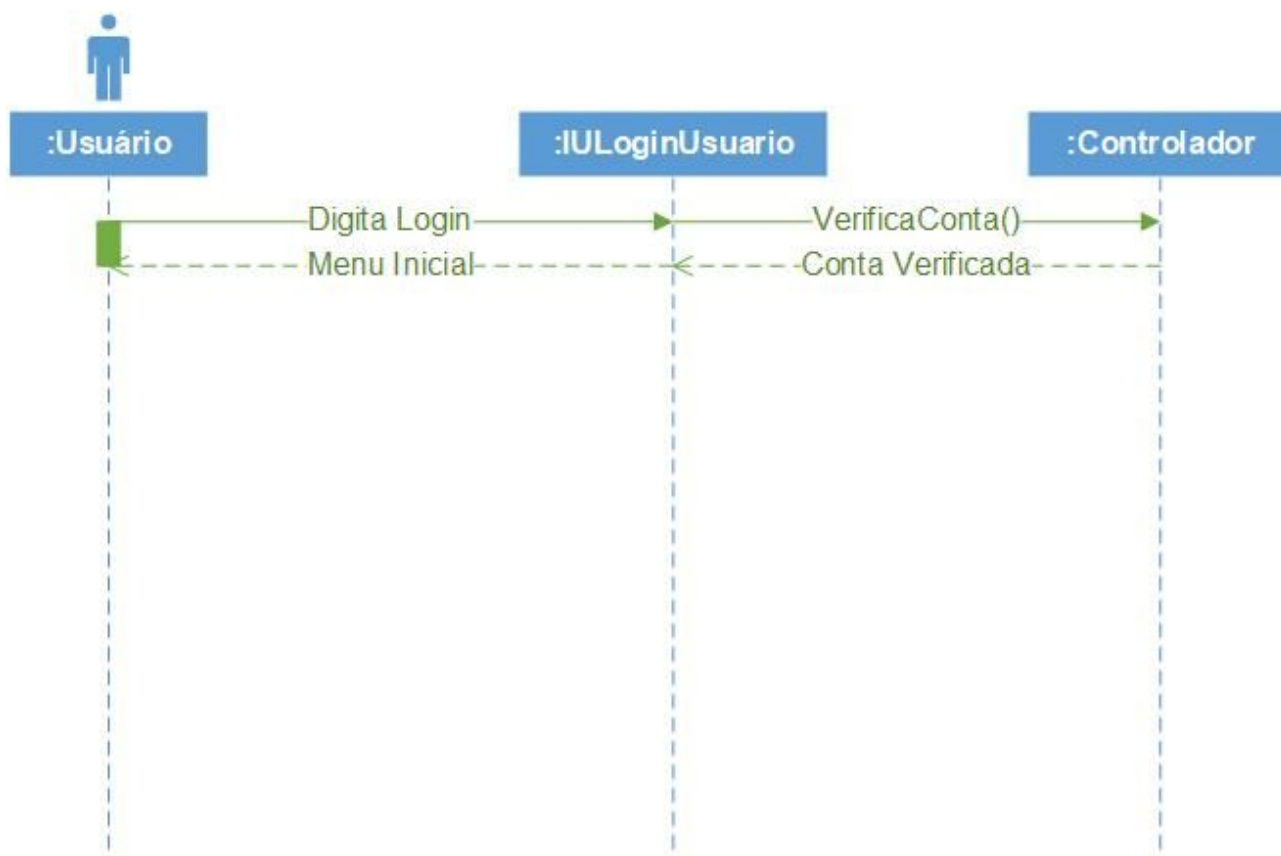 :Usuário
:IULoginUsuario
:Controlador
Digita Login
VerificaConta()
Menu Inicial
Conta Verificada